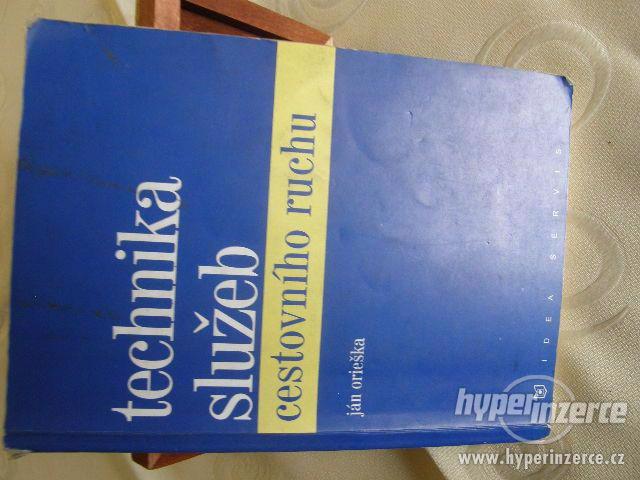 technika
služeb
cestovního ruchu
ján orieška
IDEA SERVIS
hyperinzerce
www.hyperinzerce.cz